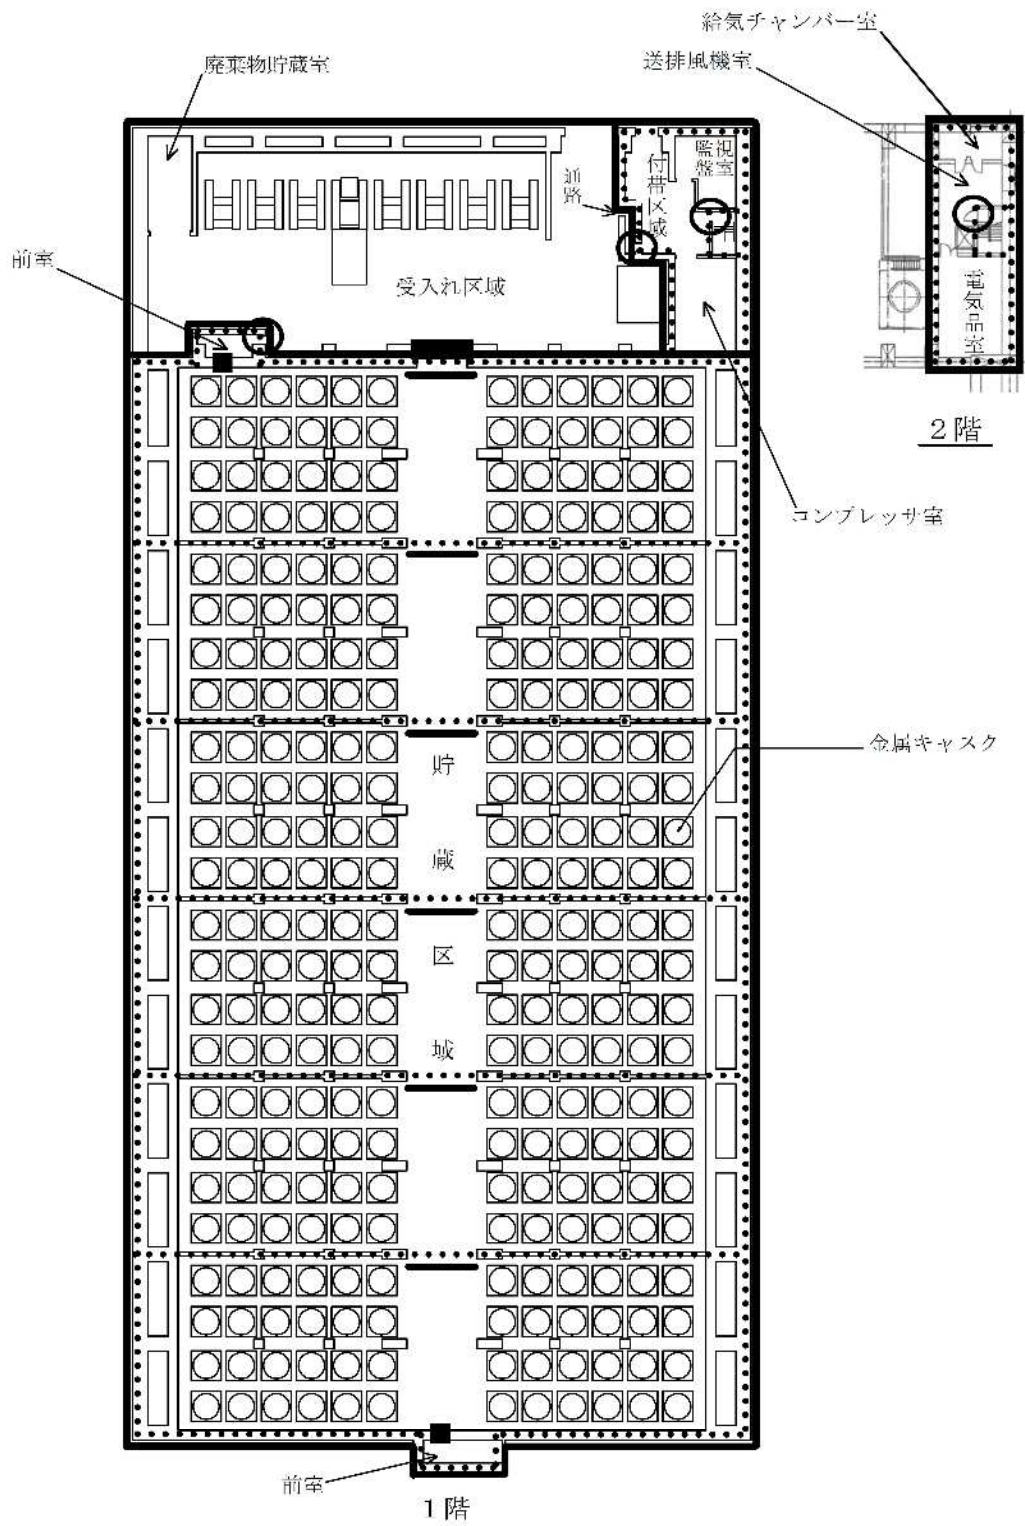 給気チャンバー室
送排風機室
廃棄物貯蔵室
監視盤室
付帯区域
通路
前室
受入れ区域
電気品室
2階
コンプレッサ室
金属キャスク
貯蔵区域
前室
1階